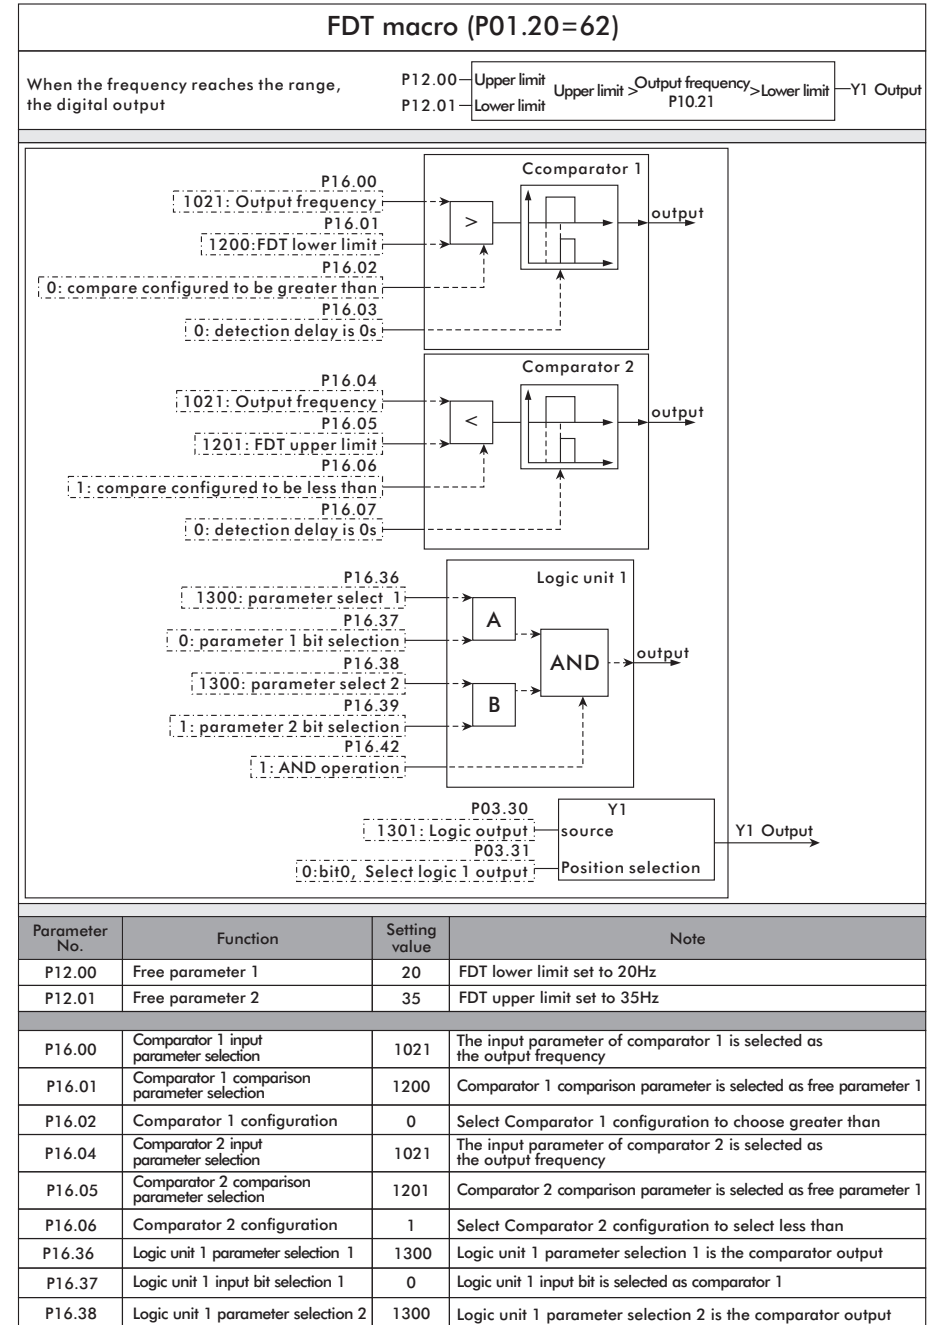 FDT macro (P01.20=62)
When the frequency reaches the range,
the digital output
P12.00
P12.01
Upper limit
Lower limit
Upper limit > Output frequency > Lower limit
P10.21
Y1 Output
Ccomparator 1
P16.00
1021: Output frequency
P16.01
1200:FDT lower limit
P16.02
0: compare configured to be greater than
P16.03
0: detection delay is 0s
>
output
Comparator 2
P16.04
1021: Output frequency
P16.05
1201: FDT upper limit
P16.06
1: compare configured to be less than
P16.07
0: detection delay is 0s
<
output
Logic unit 1
P16.36
1300: parameter select 1
P16.37
0: parameter 1 bit selection
P16.38
1300: parameter select 2
P16.39
1: parameter 2 bit selection
P16.42
1: AND operation
A
B
AND
output
P03.30
1301: Logic output
P03.31
0:bit0, Select logic 1 output
Y1
source
Position selection
Y1 Output
Parameter No. Function Setting value Note
P12.00 Free parameter 1 20 FDT lower limit set to 20Hz
P12.01 Free parameter 2 35 FDT upper limit set to 35Hz
P16.00 Comparator 1 input parameter selection 1021 The input parameter of comparator 1 is selected as the output frequency
P16.01 Comparator 1 comparison parameter selection 1200 Comparator 1 comparison parameter is selected as free parameter 1
P16.02 Comparator 1 configuration 0 Select Comparator 1 configuration to choose greater than
P16.04 Comparator 2 input parameter selection 1021 The input parameter of comparator 2 is selected as the output frequency
P16.05 Comparator 2 comparison parameter selection 1201 Comparator 2 comparison parameter is selected as free parameter 1
P16.06 Comparator 2 configuration 1 Select Comparator 2 configuration to select less than
P16.36 Logic unit 1 parameter selection 1 1300 Logic unit 1 parameter selection 1 is the comparator output
P16.37 Logic unit 1 input bit selection 1 0 Logic unit 1 input bit is selected as comparator 1
P16.38 Logic unit 1 parameter selection 2 1300 Logic unit 1 parameter selection 2 is the comparator output